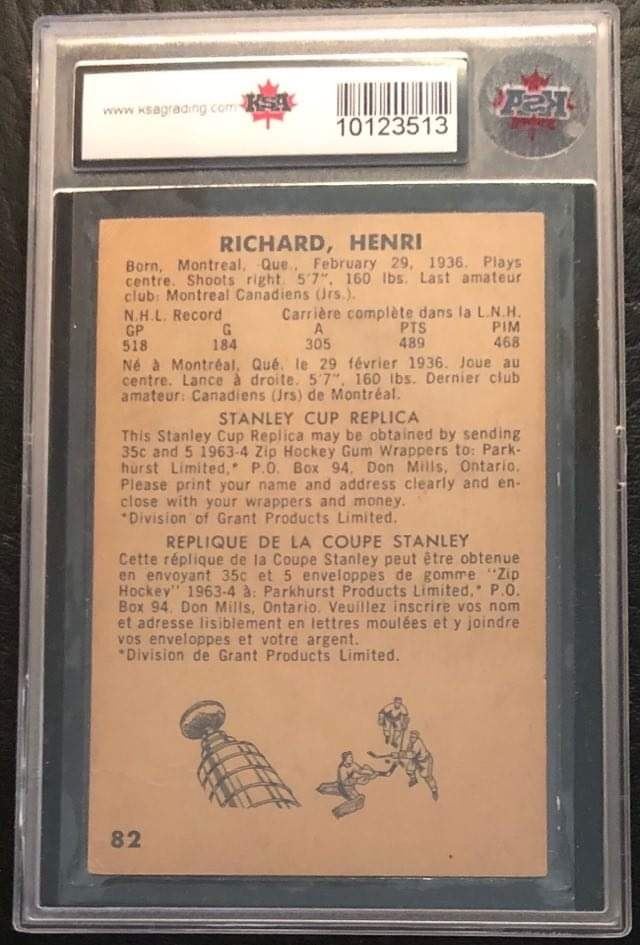 www.ksagrading.com KSA
10123513
KSA
RICHARD, HENRI
Born, Montreal, Que., February 29, 1936. Plays
centre. Shoots right. 5'7", 160 lbs. Last amateur
club: Montreal Canadiens (Jrs.).
N.H.L. Record Carrière complète dans la L.N.H.
GP G A PTS PIM
518 184 305 489 468
Né à Montréal, Qué. le 29 février 1936. Joue au
centre. Lance à droite. 5'7", 160 lbs. Dernier club
amateur: Canadiens (Jrs) de Montréal.
STANLEY CUP REPLICA
This Stanley Cup Replica may be obtained by sending
35c and 5 1963-4 Zip Hockey Gum Wrappers to: Park-
hurst Limited,* P.O. Box 94, Don Mills, Ontario.
Please print your name and address clearly and en-
close with your wrappers and money.
*Division of Grant Products Limited.
REPLIQUE DE LA COUPE STANLEY
Cette réplique de la Coupe Stanley peut être obtenue
en envoyant 35c et 5 enveloppes de gomme "Zip
Hockey" 1963-4 à: Parkhurst Products Limited,* P.O.
Box 94, Don Mills, Ontario. Veuillez inscrire vos nom
et adresse lisiblement en lettres moulées et y joindre
vos enveloppes et votre argent.
*Division de Grant Products Limited.
82